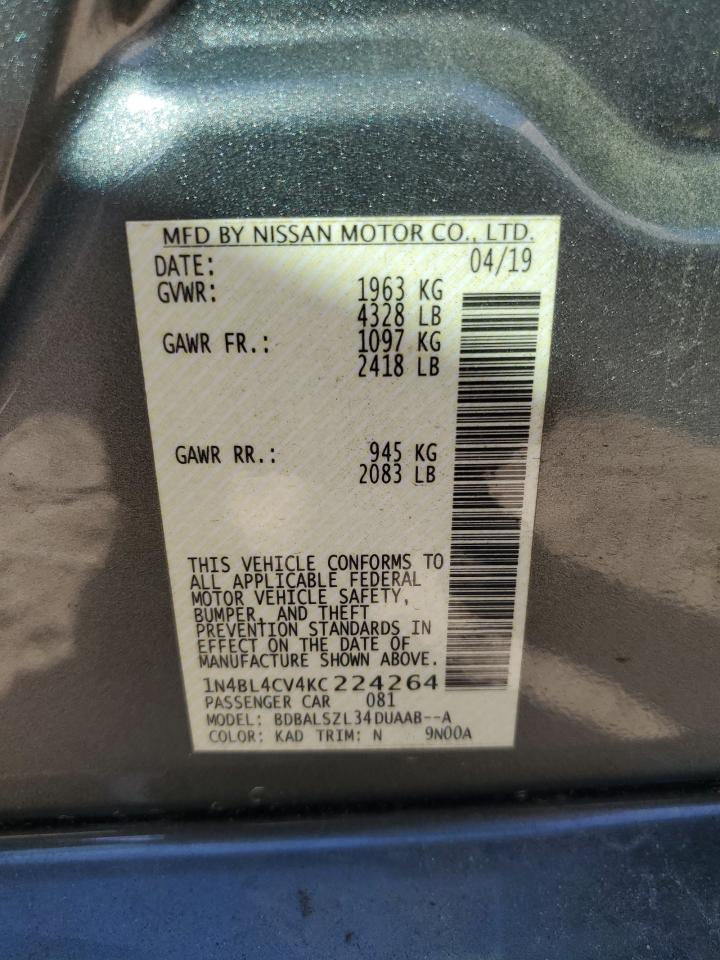 MFD BY NISSAN MOTOR CO., LTD.
DATE: 04/19
GVWR: 1963 KG
4328 LB
GAWR FR.: 1097 KG
2418 LB
GAWR RR.: 945 KG
2083 LB
THIS VEHICLE CONFORMS TO
ALL APPLICABLE FEDERAL
MOTOR VEHICLE SAFETY,
BUMPER, AND THEFT
PREVENTION STANDARDS IN
EFFECT ON THE DATE OF
MANUFACTURE SHOWN ABOVE.
1N4BL4CV4KC224264
PASSENGER CAR 081
MODEL: BDBALSZL34DUAAB--A
COLOR: KAD TRIM: N 9N00A